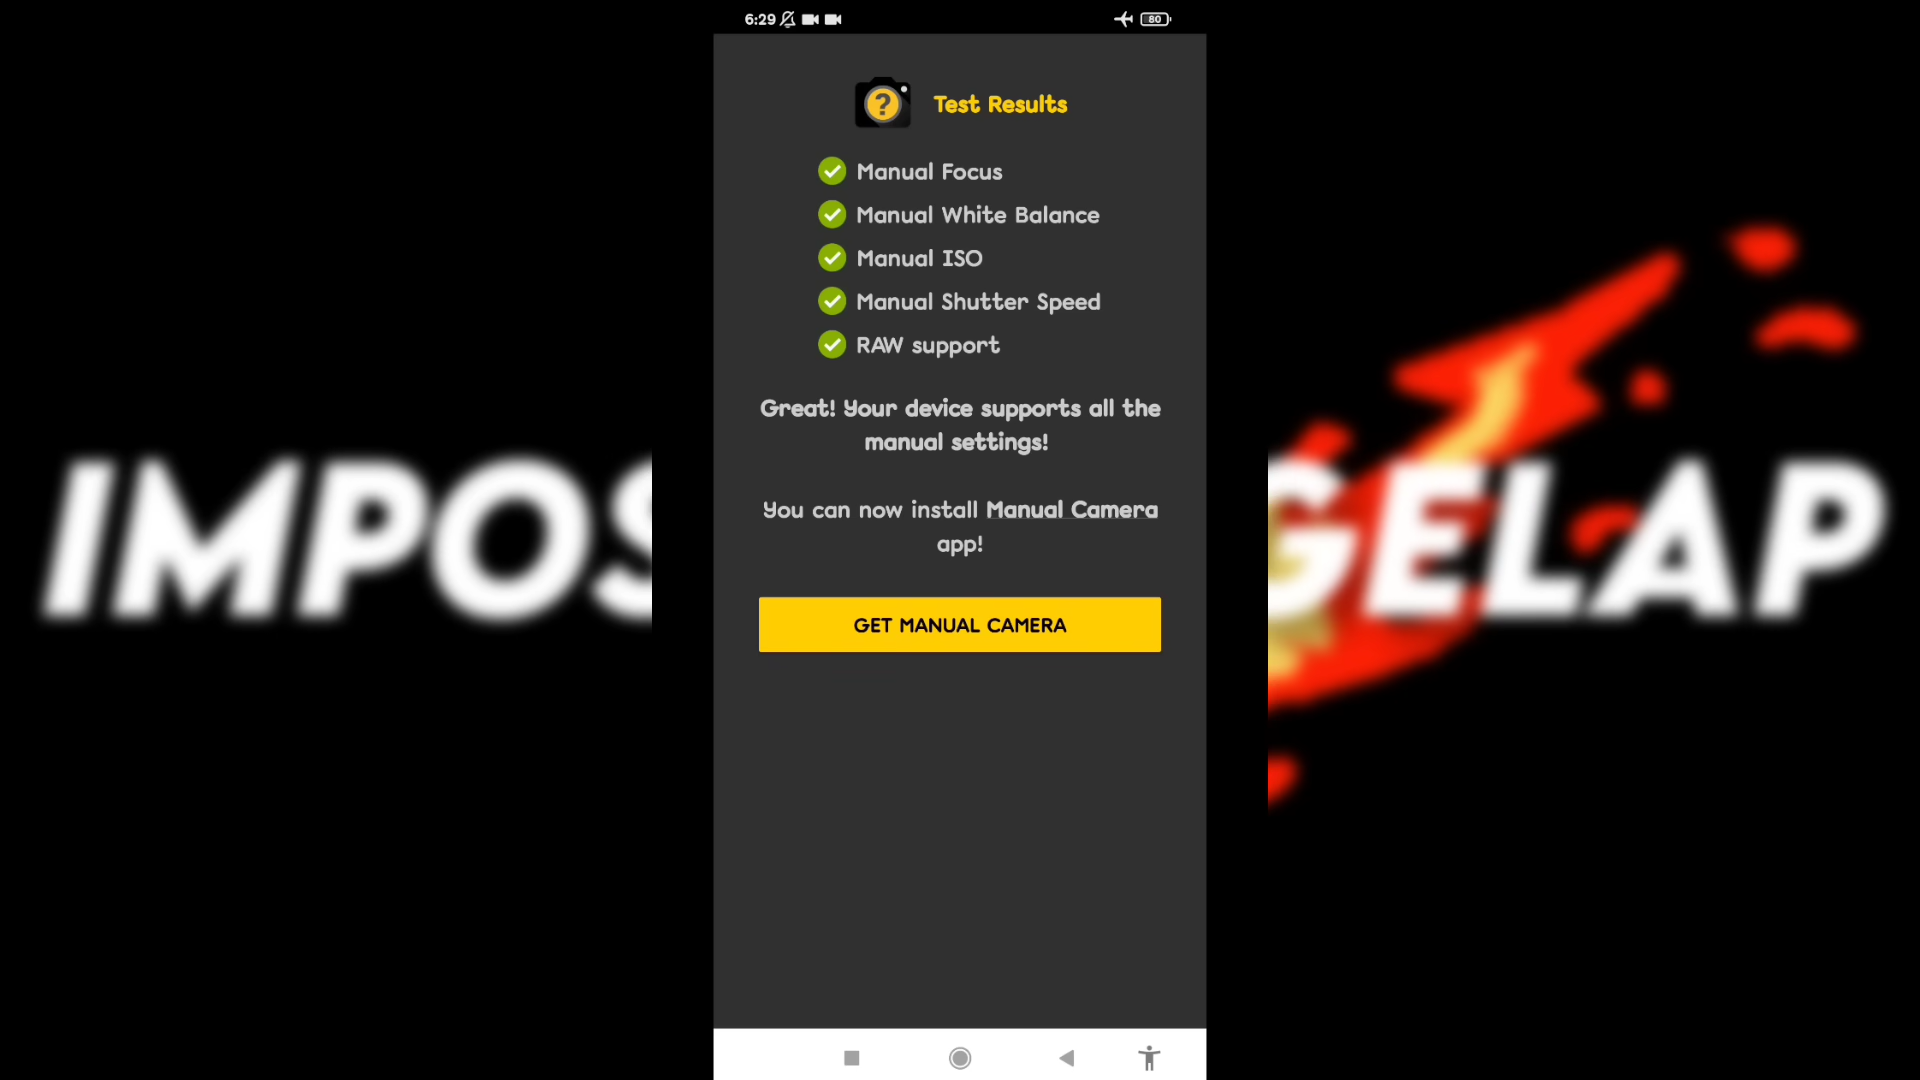 6:29
80
?
Test Results
Manual Focus
Manual White Balance
Manual ISO
Manual Shutter Speed
RAW support
Great! Your device supports all the
manual settings!
You can now install Manual Camera
app!
GET MANUAL CAMERA
IMPOS
GELAP